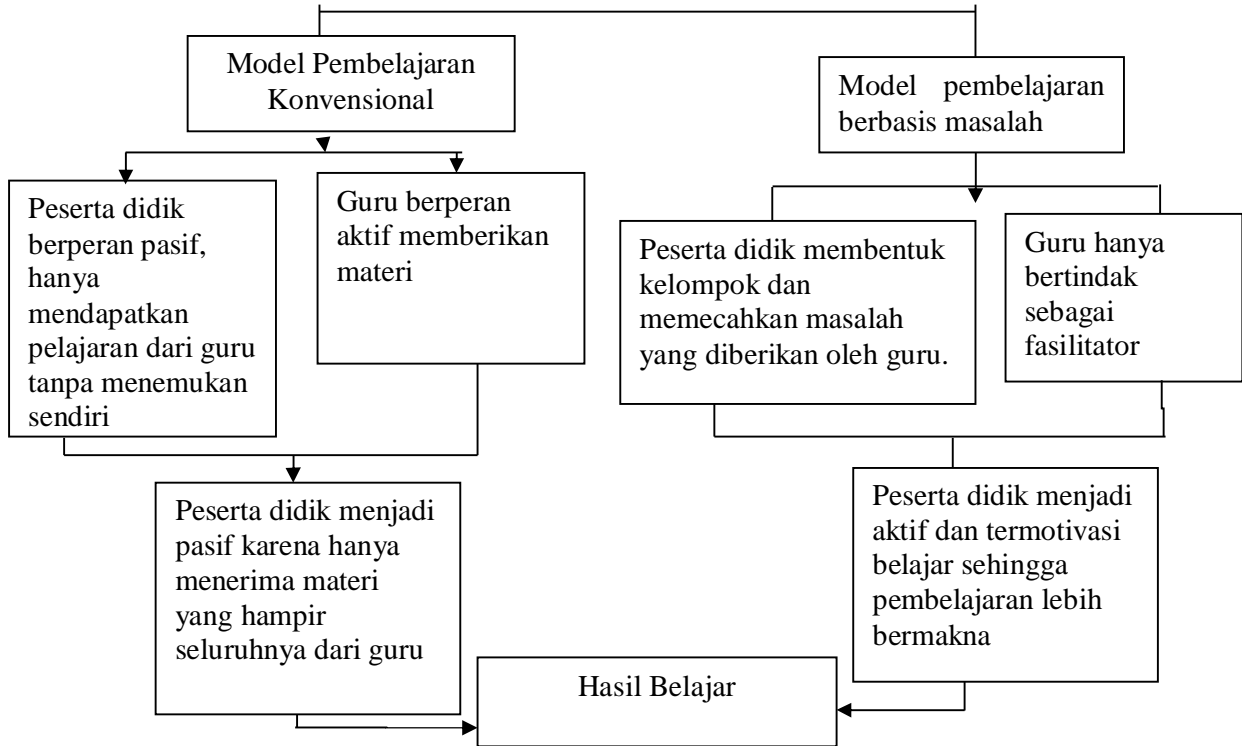 Model Pembelajaran
Konvensional
Model pembelajaran
berbasis masalah
Peserta didik
berperan pasif,
hanya
mendapatkan
pelajaran dari guru
tanpa menemukan
sendiri
Guru berperan
aktif memberikan
materi
Peserta didik membentuk
kelompok dan
memecahkan masalah
yang diberikan oleh guru.
Guru hanya
bertindak
sebagai
fasilitator
Peserta didik menjadi
pasif karena hanya
menerima materi
yang hampir
seluruhnya dari guru
Peserta didik menjadi
aktif dan termotivasi
belajar sehingga
pembelajaran lebih
bermakna
Hasil Belajar